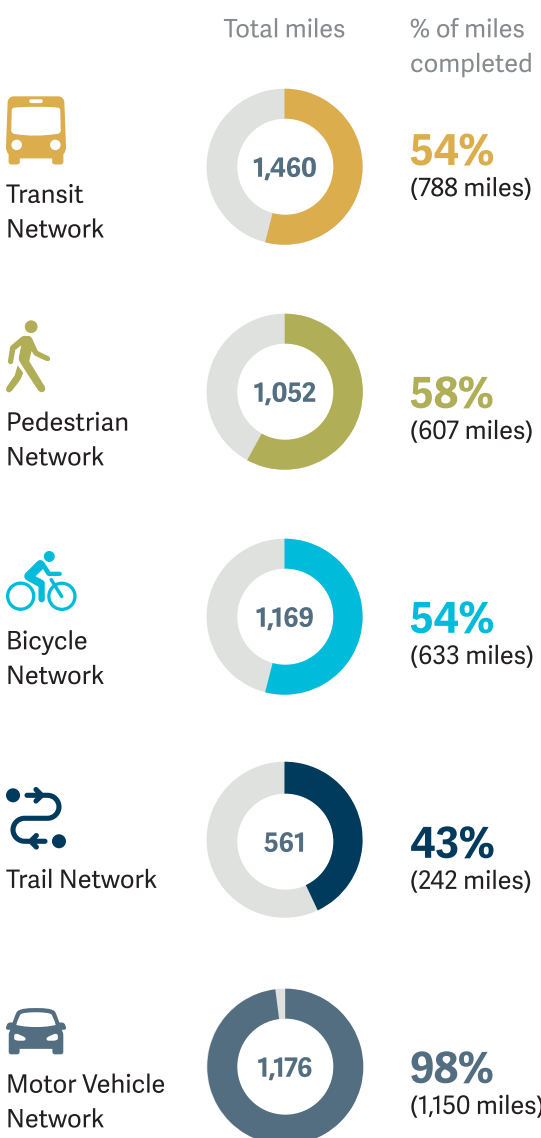 Total miles
% of miles
completed
Transit
Network
1,460
54%
(788 miles)
Pedestrian
Network
1,052
58%
(607 miles)
Bicycle
Network
1,169
54%
(633 miles)
Trail Network
561
43%
(242 miles)
Motor Vehicle
Network
1,176
98%
(1,150 miles)